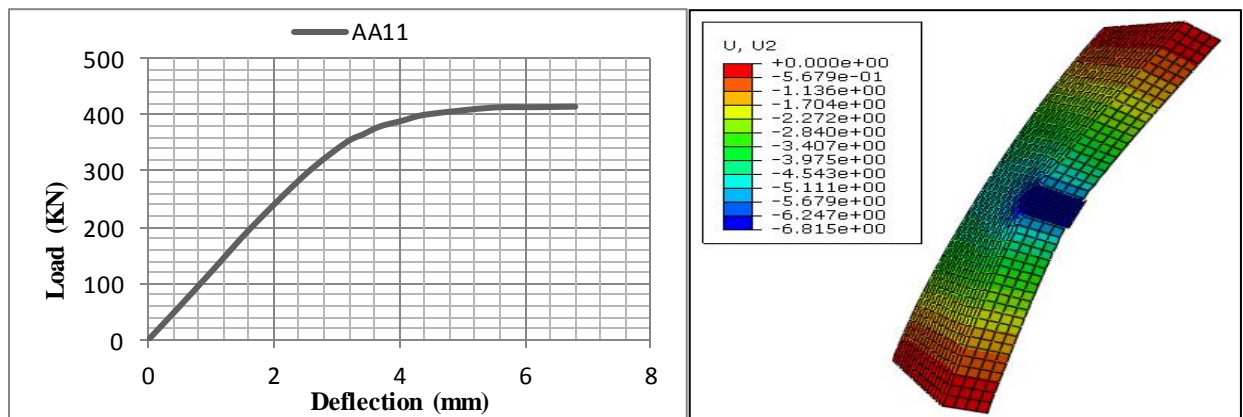 AA11
500
400
300
200
100
0
Load (KN)
0 2 4 6 8
Deflection (mm)
U, U2
+0.000e+00
-5.679e-01
-1.136e+00
-1.704e+00
-2.272e+00
-2.840e+00
-3.407e+00
-3.975e+00
-4.543e+00
-5.111e+00
-5.679e+00
-6.247e+00
-6.815e+00